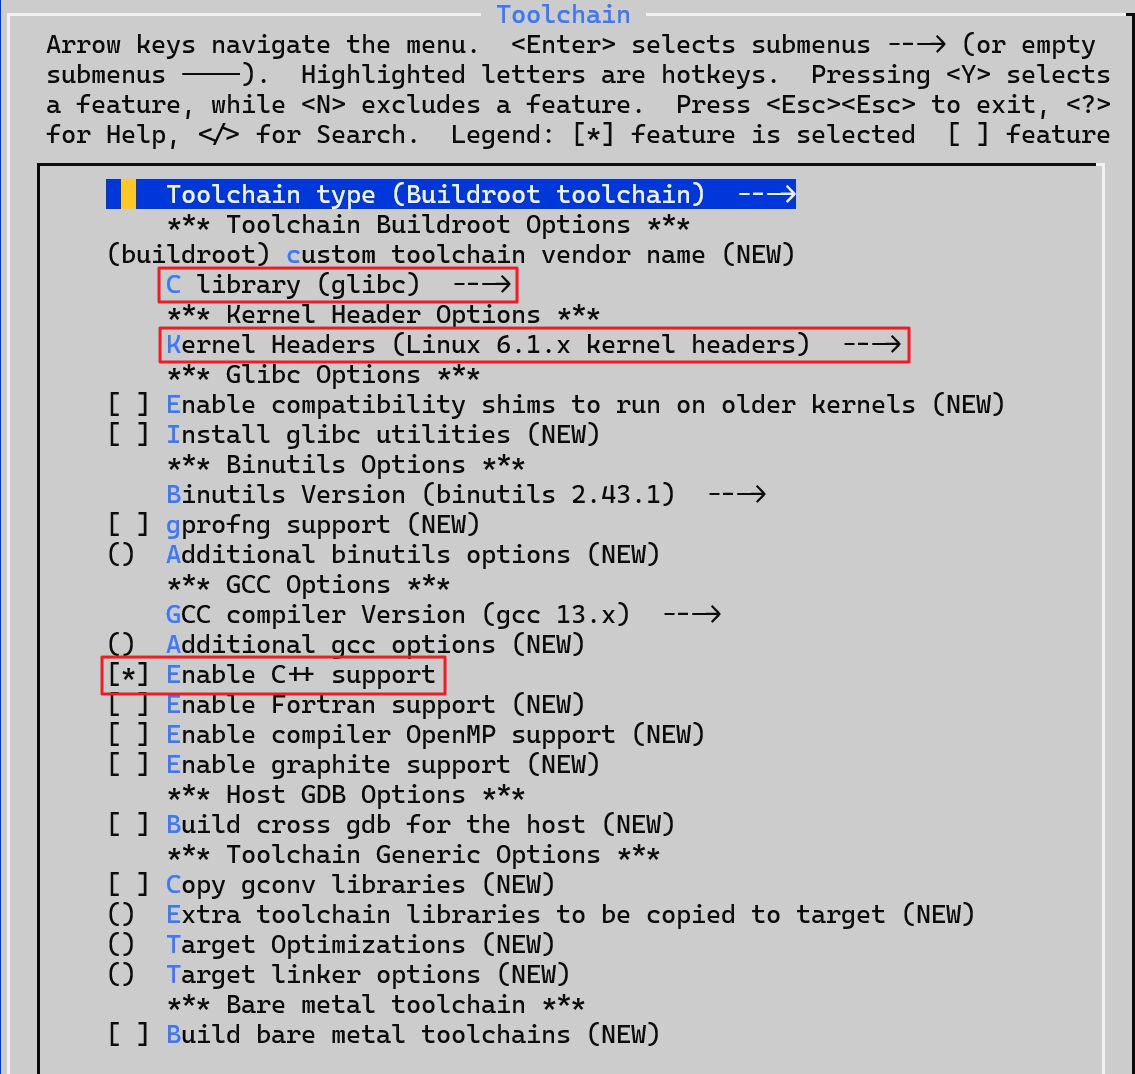 Toolchain
Arrow keys navigate the menu.  <Enter> selects submenus ---> (or empty
submenus ----).  Highlighted letters are hotkeys.  Pressing <Y> selects
a feature, while <N> excludes a feature.  Press <Esc><Esc> to exit, <?>
for Help, </> for Search.  Legend: [*] feature is selected  [ ] feature
Toolchain type (Buildroot toolchain)  --->
*** Toolchain Buildroot Options ***
(buildroot) custom toolchain vendor name (NEW)
C library (glibc)  --->
*** Kernel Header Options ***
Kernel Headers (Linux 6.1.x kernel headers)  --->
*** Glibc Options ***
[ ] Enable compatibility shims to run on older kernels (NEW)
[ ] Install glibc utilities (NEW)
*** Binutils Options ***
Binutils Version (binutils 2.43.1)  --->
[ ] gprofng support (NEW)
()  Additional binutils options (NEW)
*** GCC Options ***
GCC compiler Version (gcc 13.x)  --->
()  Additional gcc options (NEW)
[*] Enable C++ support
[ ] Enable Fortran support (NEW)
[ ] Enable compiler OpenMP support (NEW)
[ ] Enable graphite support (NEW)
*** Host GDB Options ***
[ ] Build cross gdb for the host (NEW)
*** Toolchain Generic Options ***
[ ] Copy gconv libraries (NEW)
()  Extra toolchain libraries to be copied to target (NEW)
()  Target Optimizations (NEW)
()  Target linker options (NEW)
*** Bare metal toolchain ***
[ ] Build bare metal toolchains (NEW)